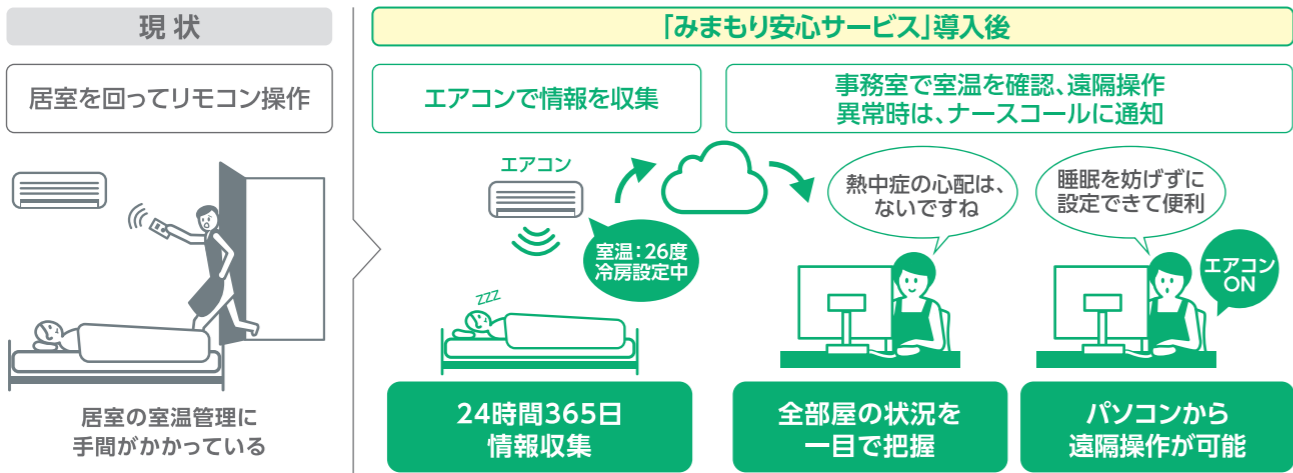 現状
居室を回ってリモコン操作
居室の室温管理に
手間がかかっている
「みまもり安心サービス」導入後
エアコンで情報を収集
事務室で室温を確認、遠隔操作
異常時は、ナースコールに通知
エアコン
室温：26度
冷房設定中
zzz
熱中症の心配は、
ないですね
睡眠を妨げずに
設定できて便利
エアコン
ON
24時間365日
情報収集
全部屋の状況を
一目で把握
パソコンから
遠隔操作が可能